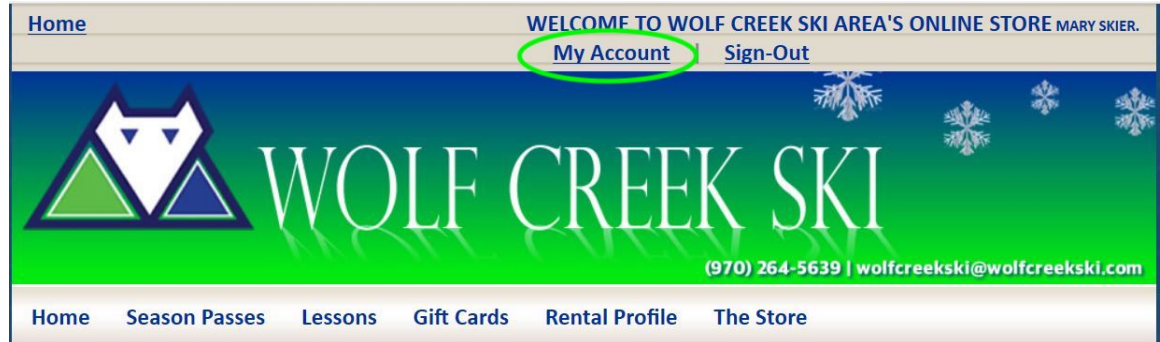 Home WELCOME TO WOLF CREEK SKI AREA'S ONLINE STORE MARY SKIER.
My Account | Sign-Out
WOLF CREEK SKI
(970) 264-5639 | wolfcreekski@wolfcreekski.com
Home Season Passes Lessons Gift Cards Rental Profile The Store